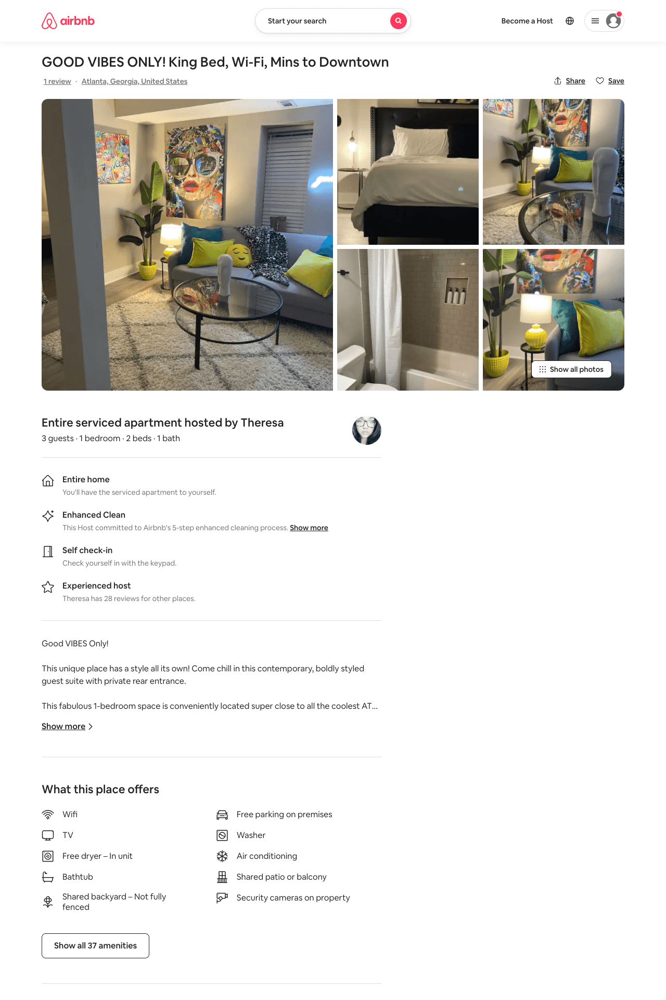 airbnb
Start your search
Become a Host
GOOD VIBES ONLY! King Bed, Wi-Fi, Mins to Downtown
1 review · Atlanta, Georgia, United States
Share
Save
Show all photos
Entire serviced apartment hosted by Theresa
3 guests · 1 bedroom · 2 beds · 1 bath
Entire home
You’ll have the serviced apartment to yourself.
Enhanced Clean
This Host committed to Airbnb's 5-step enhanced cleaning process. Show more
Self check-in
Check yourself in with the keypad.
Experienced host
Theresa has 28 reviews for other places.
Good VIBES Only!
This unique place has a style all its own! Come chill in this contemporary, boldly styled
guest suite with private rear entrance.
This fabulous 1-bedroom space is conveniently located super close to all the coolest AT...
Show more
What this place offers
Wifi
Free parking on premises
TV
Washer
Free dryer – In unit
Air conditioning
Bathtub
Shared patio or balcony
Shared backyard – Not fully
fenced
Security cameras on property
Show all 37 amenities